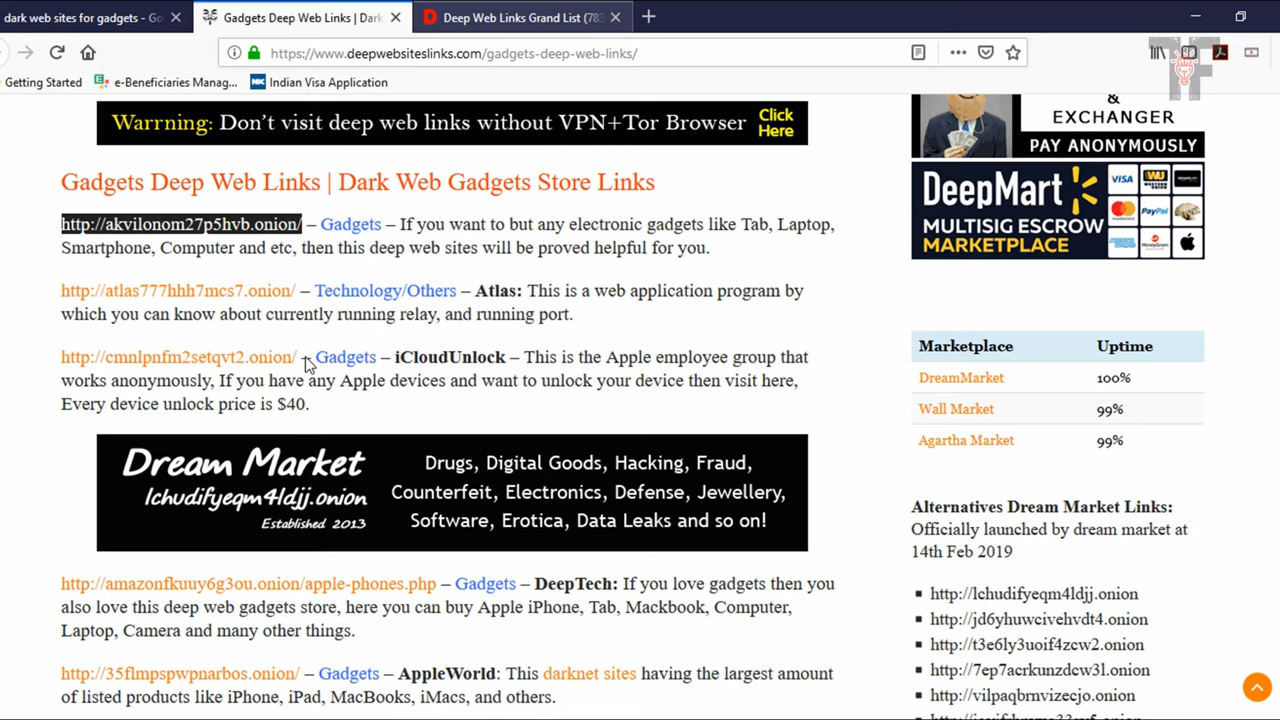 dark web sites for gadgets - Go
Gadgets Deep Web Links | Dark
Deep Web Links Grand List (783
https://www.deepwebsiteslinks.com/gadgets-deep-web-links/
Getting Started
e-Beneficiaries Manag...
Indian Visa Application
Warrning: Don't visit deep web links without VPN+Tor Browser
Click
Here
Gadgets Deep Web Links | Dark Web Gadgets Store Links
http://akvilonom27p5hvb.onion/ – Gadgets – If you want to but any electronic gadgets like Tab, Laptop,
Smartphone, Computer and etc, then this deep web sites will be proved helpful for you.
http://atlas777hhh7mcs7.onion/ – Technology/Others – Atlas: This is a web application program by
which you can know about currently running relay, and running port.
http://cmnlpnfm2setqvt2.onion/ – Gadgets – iCloudUnlock – This is the Apple employee group that
works anonymously, If you have any Apple devices and want to unlock your device then visit here,
Every device unlock price is $40.
Dream Market
lchudifyeqm4ldjj.onion
Established 2013
Drugs, Digital Goods, Hacking, Fraud,
Counterfeit, Electronics, Defense, Jewellery,
Software, Erotica, Data Leaks and so on!
http://amazonfkuuy6g3ou.onion/apple-phones.php – Gadgets – DeepTech: If you love gadgets then you
also love this deep web gadgets store, here you can buy Apple iPhone, Tab, Mackbook, Computer,
Laptop, Camera and many other things.
http://35flmpspwpnarbos.onion/ – Gadgets – AppleWorld: This darknet sites having the largest amount
of listed products like iPhone, iPad, MacBooks, iMacs, and others.
&
EXCHANGER
PAY ANONYMOUSLY
DeepMart
MULTISIG ESCROW
MARKETPLACE
VISA
WU
PayPal
MoneyGram
Marketplace Uptime
DreamMarket 100%
Wall Market 99%
Agartha Market 99%
Alternatives Dream Market Links:
Officially launched by dream market at
14th Feb 2019
http://lchudifyeqm4ldjj.onion
http://jd6yhuwcivehvdt4.onion
http://t3e6ly3uoif4zcw2.onion
http://7ep7acrkunzdcw3l.onion
http://vilpaqbrnvizecjo.onion